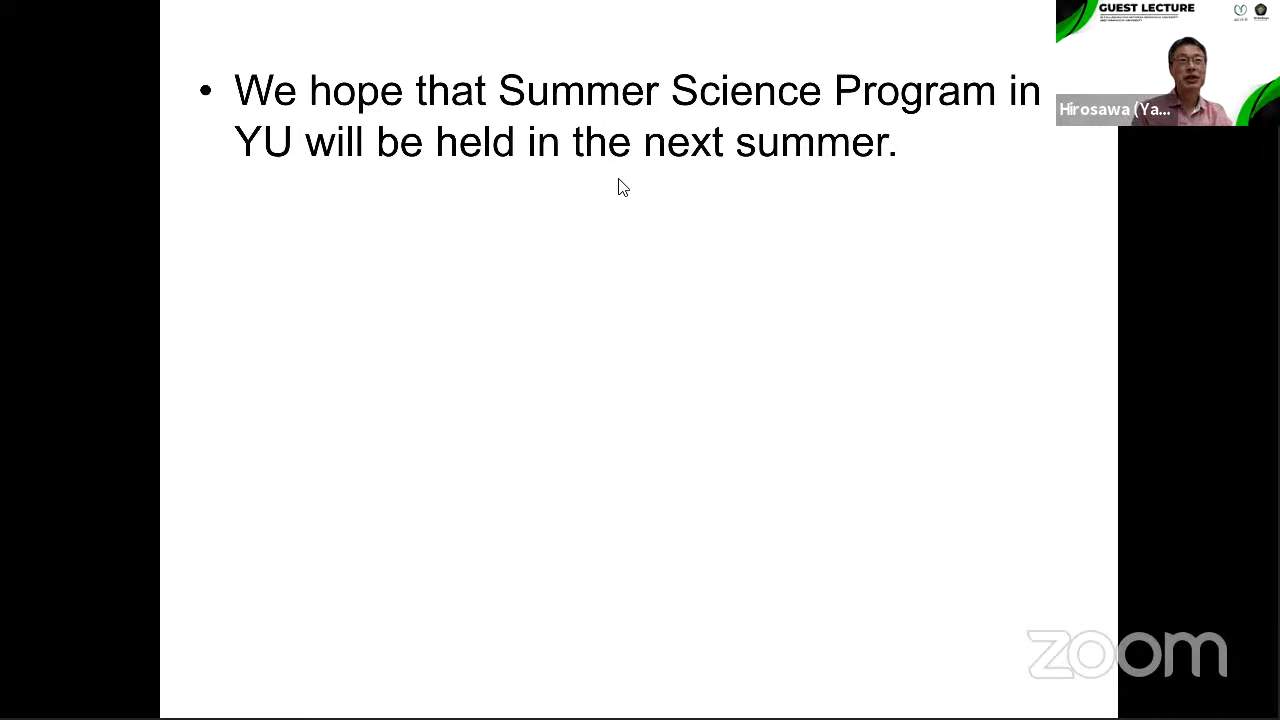 GUEST LECTURE
• We hope that Summer Science Program in
YU will be held in the next summer.
Hirosawa (Ya...
zoom